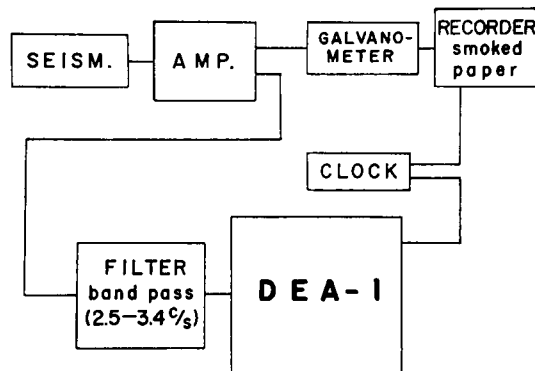 SEISM.
AMP.
GALVANO-
METER
RECORDER
smoked
paper
CLOCK
FILTER
band pass
(2.5–3.4 c/s)
DEA-1